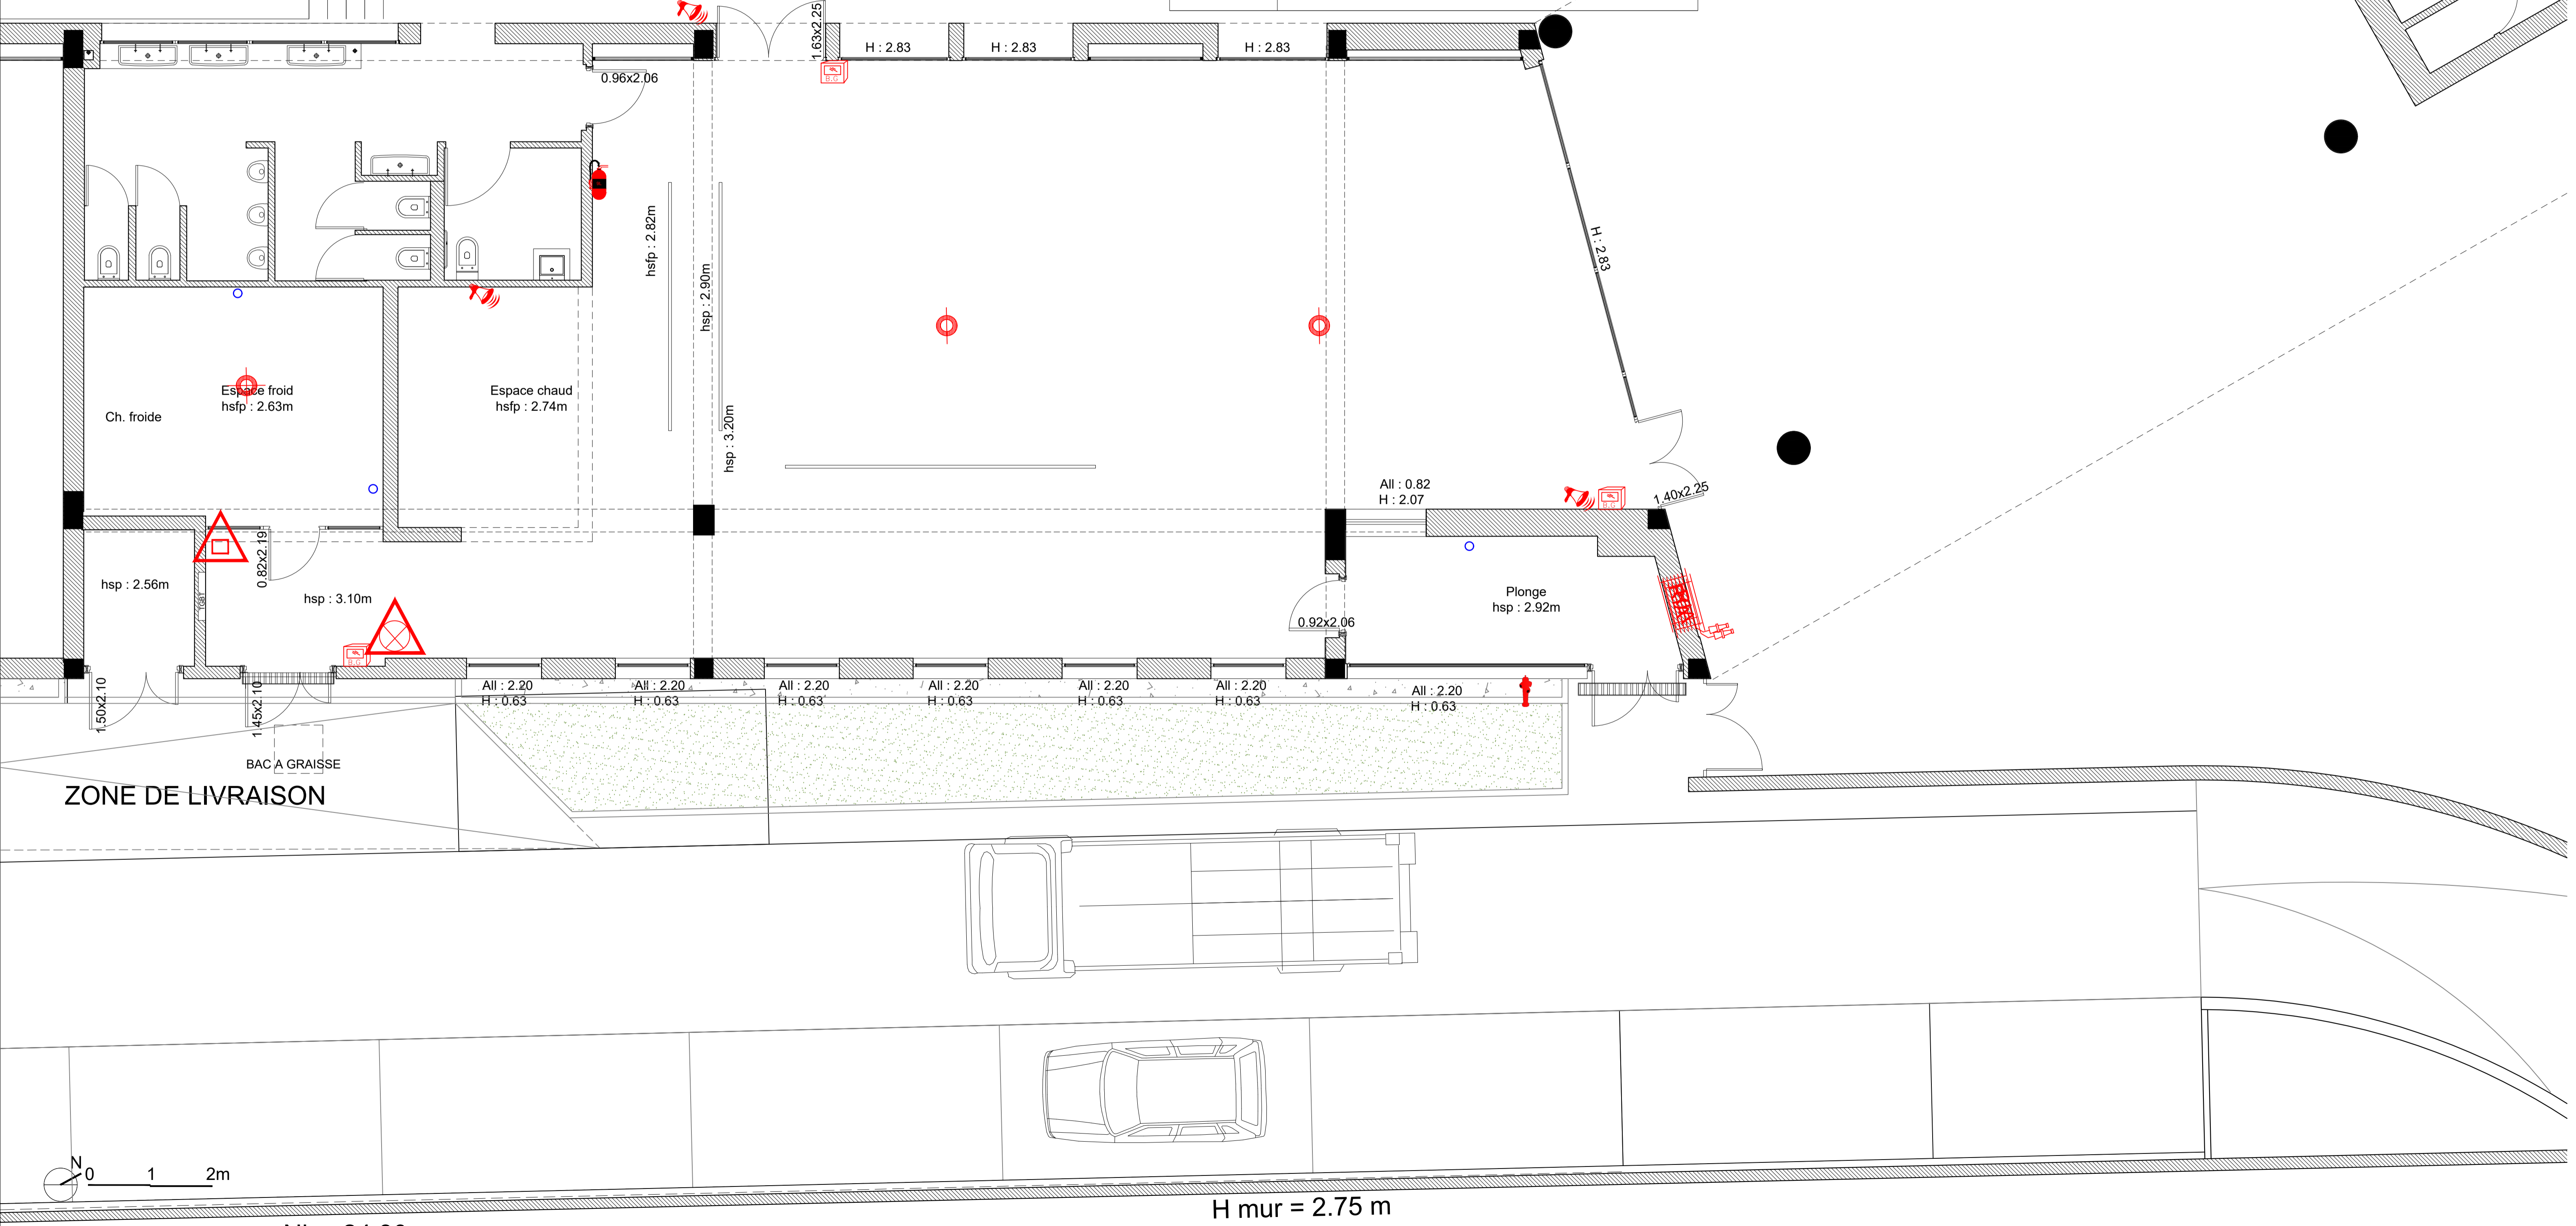 1.63x2.25
H : 2.83
H : 2.83
H : 2.83
B.G
0.96x2.06
hsfp : 2.82m
hsp : 2.90m
H : 2.83
Espace froid
hsfp : 2.63m
Ch. froide
Espace chaud
hsfp : 2.74m
hsp : 3.20m
All : 0.82
H : 2.07
B.G
1.40x2.25
0.82x2.19
hsp : 2.56m
TGBT
hsp : 3.10m
Plonge
hsp : 2.92m
RIA
0.92x2.06
B.G
1.50x2.10
1.45x2.10
All : 2.20
H : 0.63
All : 2.20
H : 0.63
All : 2.20
H : 0.63
All : 2.20
H : 0.63
All : 2.20
H : 0.63
All : 2.20
H : 0.63
All : 2.20
H : 0.63
BAC A GRAISSE
ZONE DE LIVRAISON
N
0 1 2m
H mur = 2.75 m